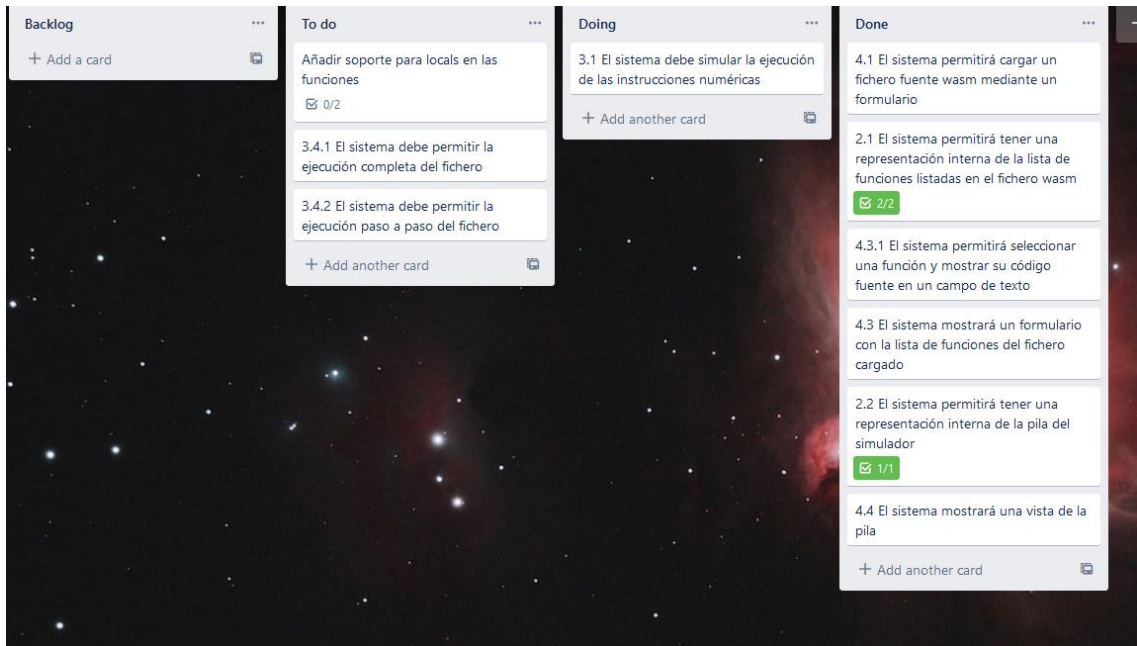 Backlog
+ Add a card
To do
Añadir soporte para locals en las
funciones
0/2
3.4.1 El sistema debe permitir la
ejecución completa del fichero
3.4.2 El sistema debe permitir la
ejecución paso a paso del fichero
+ Add another card
Doing
3.1 El sistema debe simular la ejecución
de las instrucciones numéricas
+ Add another card
Done
4.1 El sistema permitirá cargar un
fichero fuente wasm mediante un
formulario
2.1 El sistema permitirá tener una
representación interna de la lista de
funciones listadas en el fichero wasm
2/2
4.3.1 El sistema permitirá seleccionar
una función y mostrar su código
fuente en un campo de texto
4.3 El sistema mostrará un formulario
con la lista de funciones del fichero
cargado
2.2 El sistema permitirá tener una
representación interna de la pila del
simulador
1/1
4.4 El sistema mostrará una vista de la
pila
+ Add another card